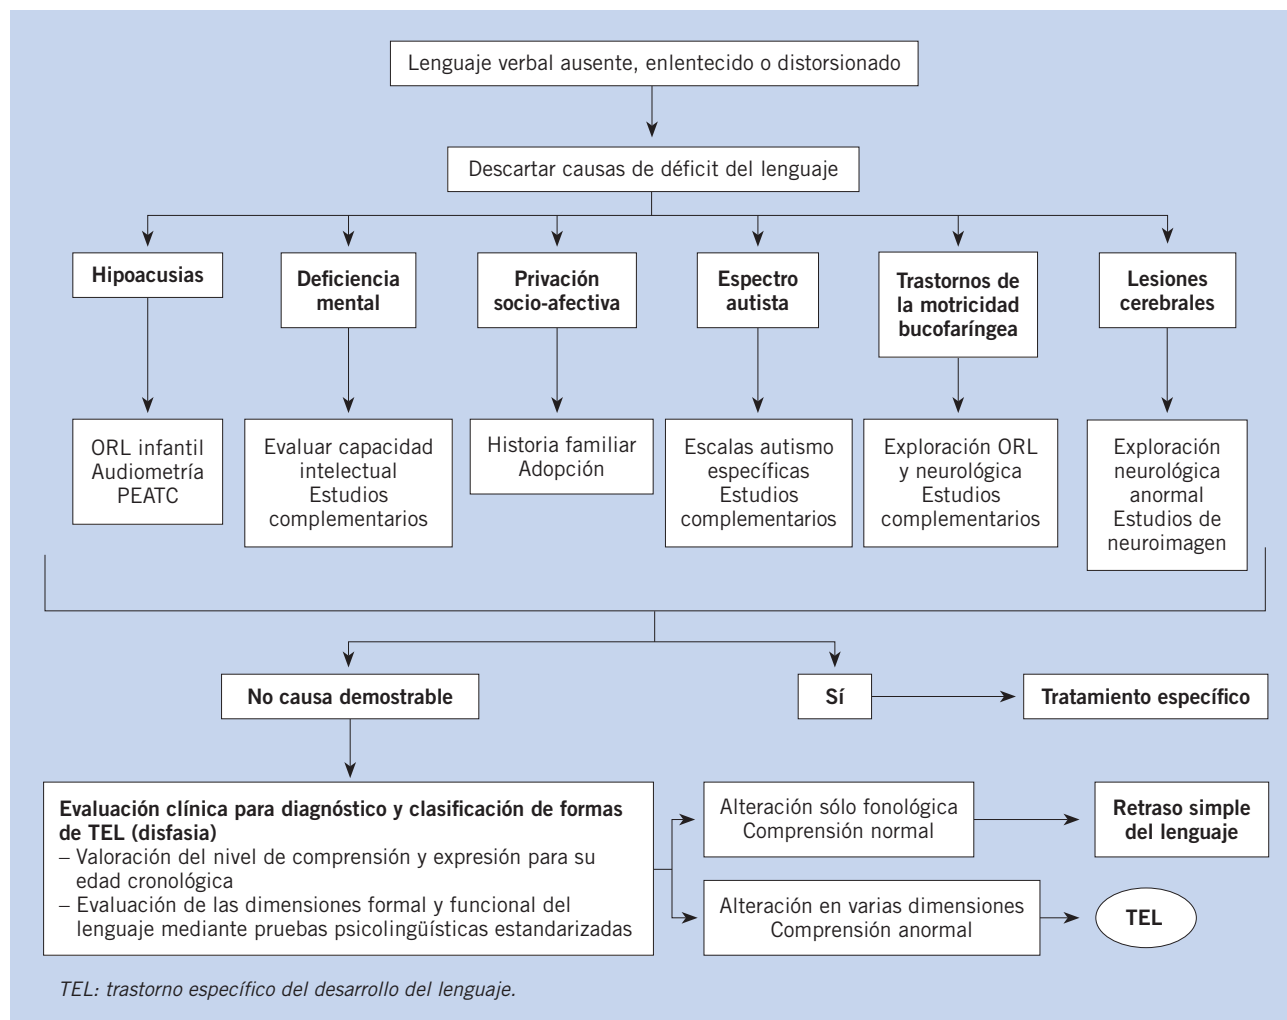 Lenguaje verbal ausente, enlentecido o distorsionado
Descartar causas de déficit del lenguaje
Hipoacusias
Deficiencia
mental
Privación
socio-afectiva
Espectro
autista
Trastornos de
la motricidad
bucofaríngea
Lesiones
cerebrales
ORL infantil
Audiometría
PEATC
Evaluar capacidad
intelectual
Estudios
complementarios
Historia familiar
Adopción
Escalas autismo
específicas
Estudios
complementarios
Exploración ORL
y neurológica
Estudios
complementarios
Exploración
neurológica
anormal
Estudios de
neuroimagen
No causa demostrable
Sí
Tratamiento específico
Evaluación clínica para diagnóstico y clasificación de formas
de TEL (disfasia)
– Valoración del nivel de comprensión y expresión para su
edad cronológica
– Evaluación de las dimensiones formal y funcional del
lenguaje mediante pruebas psicolingüísticas estandarizadas
Alteración sólo fonológica
Comprensión normal
Retraso simple
del lenguaje
Alteración en varias dimensiones
Comprensión anormal
TEL
TEL: trastorno específico del desarrollo del lenguaje.